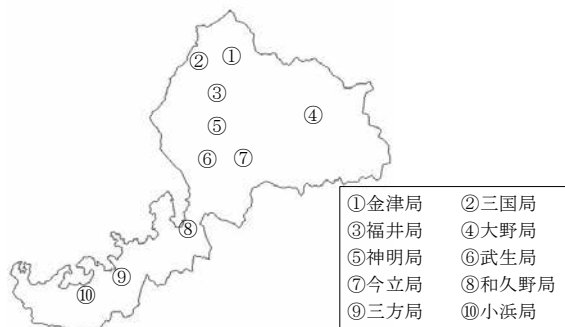 ①
②
③
④
⑤
⑥ ⑦
⑧
⑨
⑩
①金津局 ②三国局
③福井局 ④大野局
⑤神明局 ⑥武生局
⑦今立局 ⑧和久野局
⑨三方局 ⑩小浜局